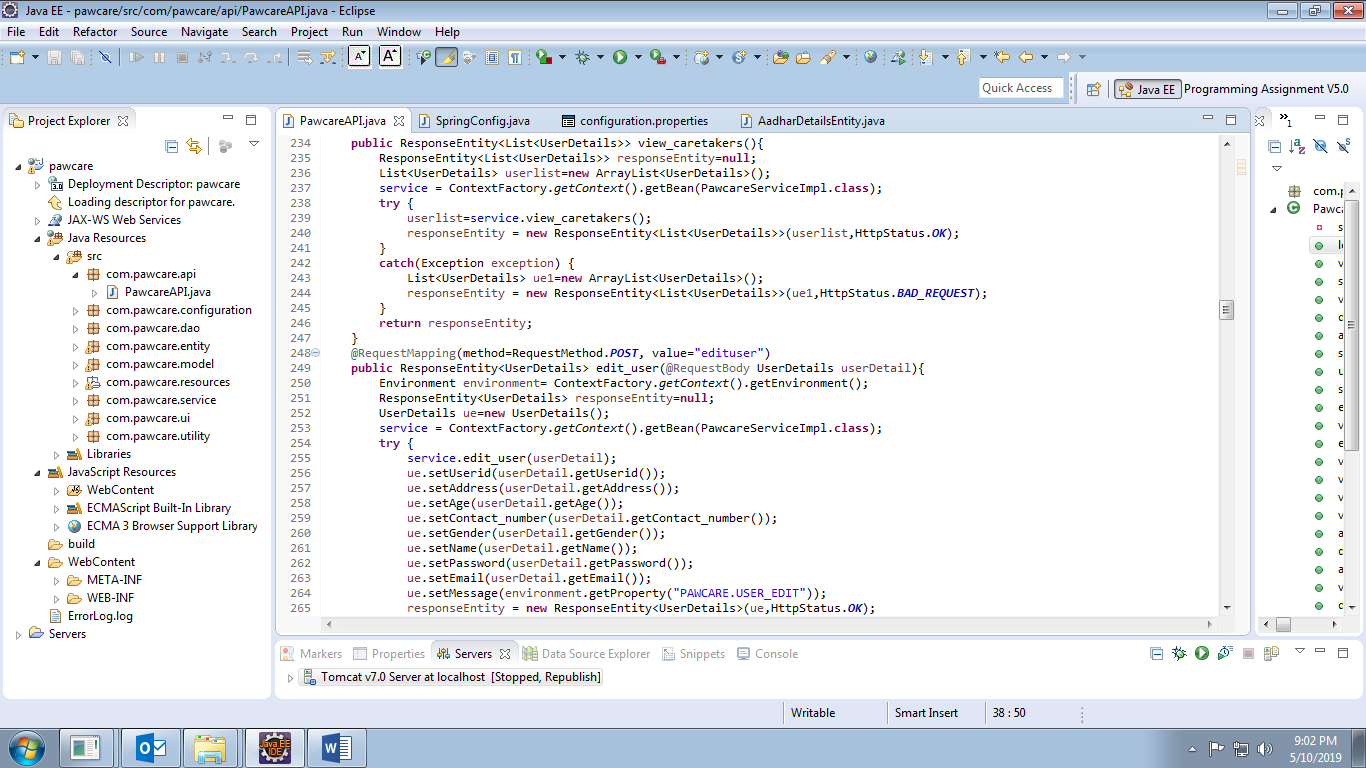 Java EE - pawcare/src/com/pawcare/api/PawcareAPI.java - Eclipse
File Edit Refactor Source Navigate Search Project Run Window Help
Quick Access
Java EE
Programming Assignment V5.0
Project Explorer
pawcare
Deployment Descriptor: pawcare
Loading descriptor for pawcare.
JAX-WS Web Services
Java Resources
src
com.pawcare.api
PawcareAPI.java
com.pawcare.configuration
com.pawcare.dao
com.pawcare.entity
com.pawcare.model
com.pawcare.resources
com.pawcare.service
com.pawcare.ui
com.pawcare.utility
Libraries
JavaScript Resources
WebContent
ECMAScript Built-In Library
ECMA 3 Browser Support Library
build
WebContent
META-INF
WEB-INF
ErrorLog.log
Servers
PawcareAPI.java SpringConfig.java configuration.properties AadharDetailsEntity.java
234 public ResponseEntity<List<UserDetails>> view_caretakers(){
235 ResponseEntity<List<UserDetails>> responseEntity=null;
236 List<UserDetails> userlist=new ArrayList<UserDetails>();
237 service = ContextFactory.getContext().getBean(PawcareServiceImpl.class);
238 try {
239 userlist=service.view_caretakers();
240 responseEntity = new ResponseEntity<List<UserDetails>>(userlist,HttpStatus.OK);
241 }
242 catch(Exception exception) {
243 List<UserDetails> ue1=new ArrayList<UserDetails>();
244 responseEntity = new ResponseEntity<List<UserDetails>>(ue1,HttpStatus.BAD_REQUEST);
245 }
246 return responseEntity;
247 }
248 @RequestMapping(method=RequestMethod.POST, value="edituser")
249 public ResponseEntity<UserDetails> edit_user(@RequestBody UserDetails userDetail){
250 Environment environment= ContextFactory.getContext().getEnvironment();
251 ResponseEntity<UserDetails> responseEntity=null;
252 UserDetails ue=new UserDetails();
253 service = ContextFactory.getContext().getBean(PawcareServiceImpl.class);
254 try {
255 service.edit_user(userDetail);
256 ue.setUserid(userDetail.getUserid());
257 ue.setAddress(userDetail.getAddress());
258 ue.setAge(userDetail.getAge());
259 ue.setContact_number(userDetail.getContact_number());
260 ue.setGender(userDetail.getGender());
261 ue.setName(userDetail.getName());
262 ue.setPassword(userDetail.getPassword());
263 ue.setEmail(userDetail.getEmail());
264 ue.setMessage(environment.getProperty("PAWCARE.USER_EDIT"));
265 responseEntity = new ResponseEntity<UserDetails>(ue,HttpStatus.OK);
Markers Properties Servers Data Source Explorer Snippets Console
Tomcat v7.0 Server at localhost [Stopped, Republish]
Writable
Smart Insert
38 : 50
9:02 PM
5/10/2019